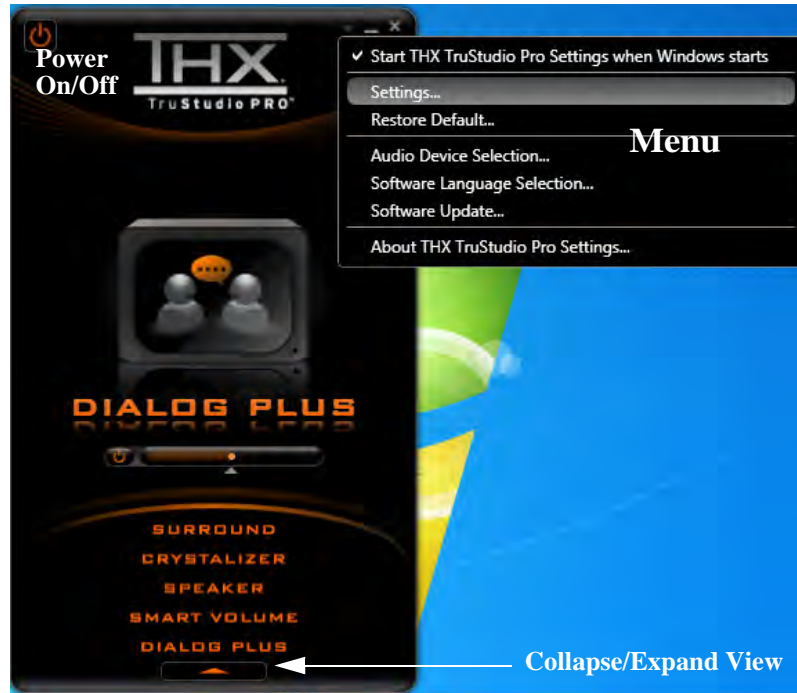 Power
On/Off
THX
TruStudio PRO™
✓ Start THX TruStudio Pro Settings when Windows starts
Settings...
Restore Default...
Menu
Audio Device Selection...
Software Language Selection...
Software Update...
About THX TruStudio Pro Settings...
DIALOG PLUS
SURROUND
CRYSTALIZER
SPEAKER
SMART VOLUME
DIALOG PLUS
Collapse/Expand View